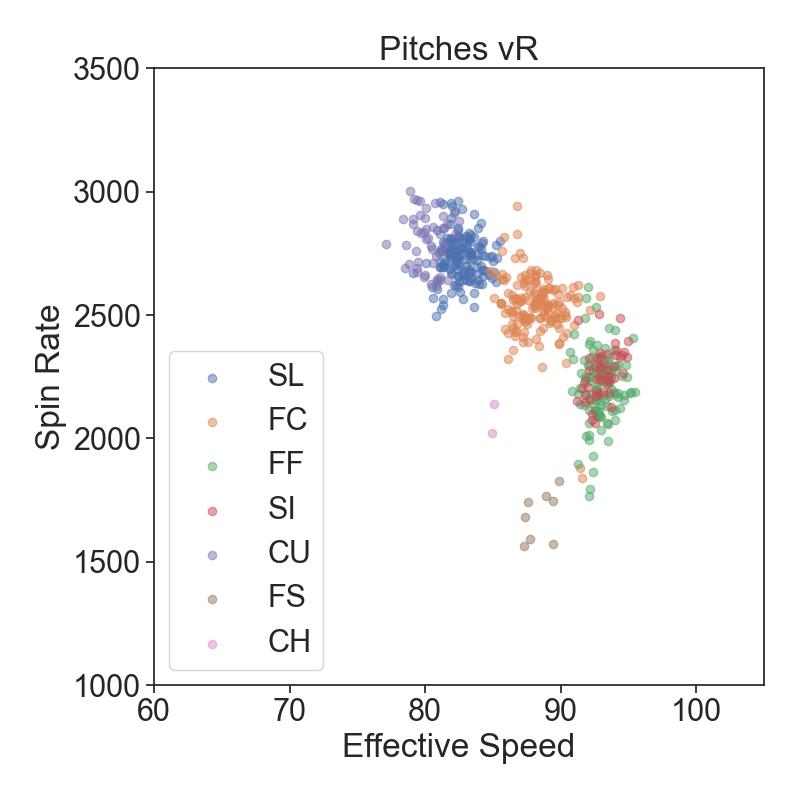 Pitches vR
3500
3000
2500
2000
1500
1000
Spin Rate
SL
FC
FF
SI
CU
FS
CH
60
70
80
90
100
Effective Speed